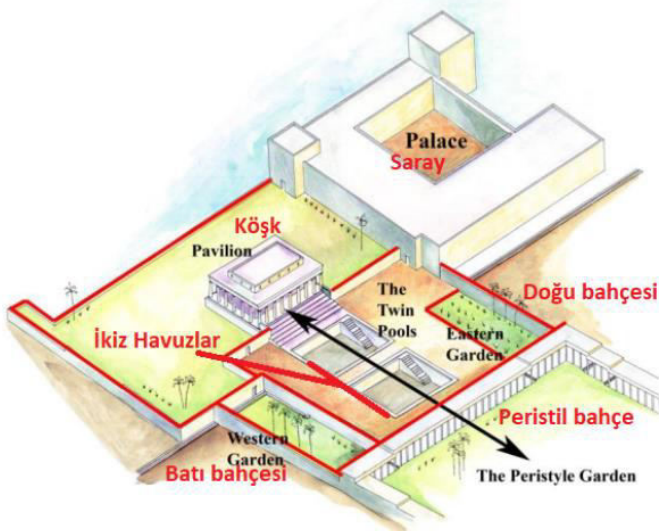 Palace
Saray
Köşk
Pavilion
The
Twin
Pools
Doğu bahçesi
Eastern
Garden
İkiz Havuzlar
Peristil bahçe
Western
Garden
Batı bahçesi
The Peristyle Garden